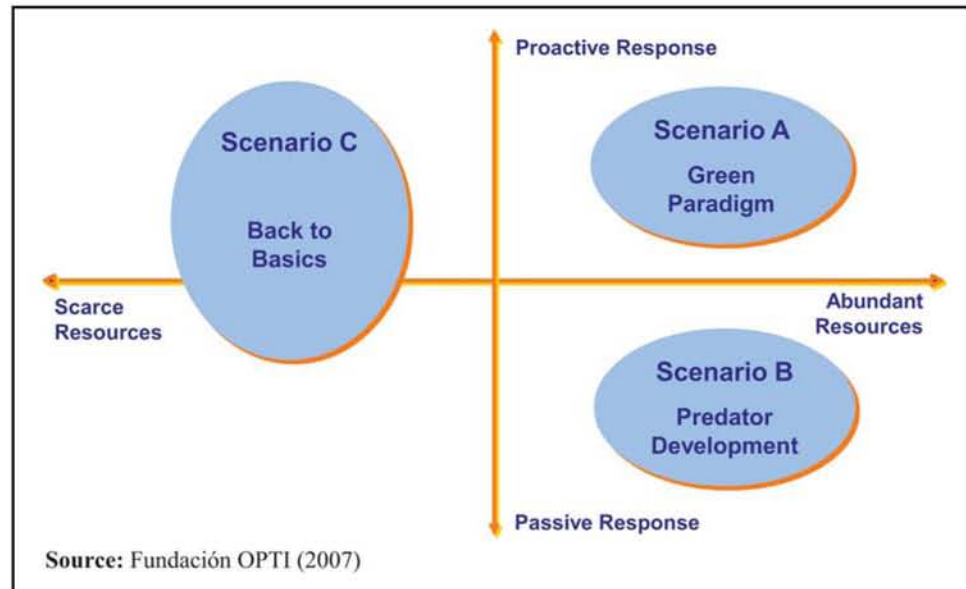 Proactive Response
Scenario A
Green
Paradigm
Scenario C
Back to
Basics
Scarce
Resources
Abundant
Resources
Scenario B
Predator
Development
Passive Response
Source: Fundación OPTI (2007)